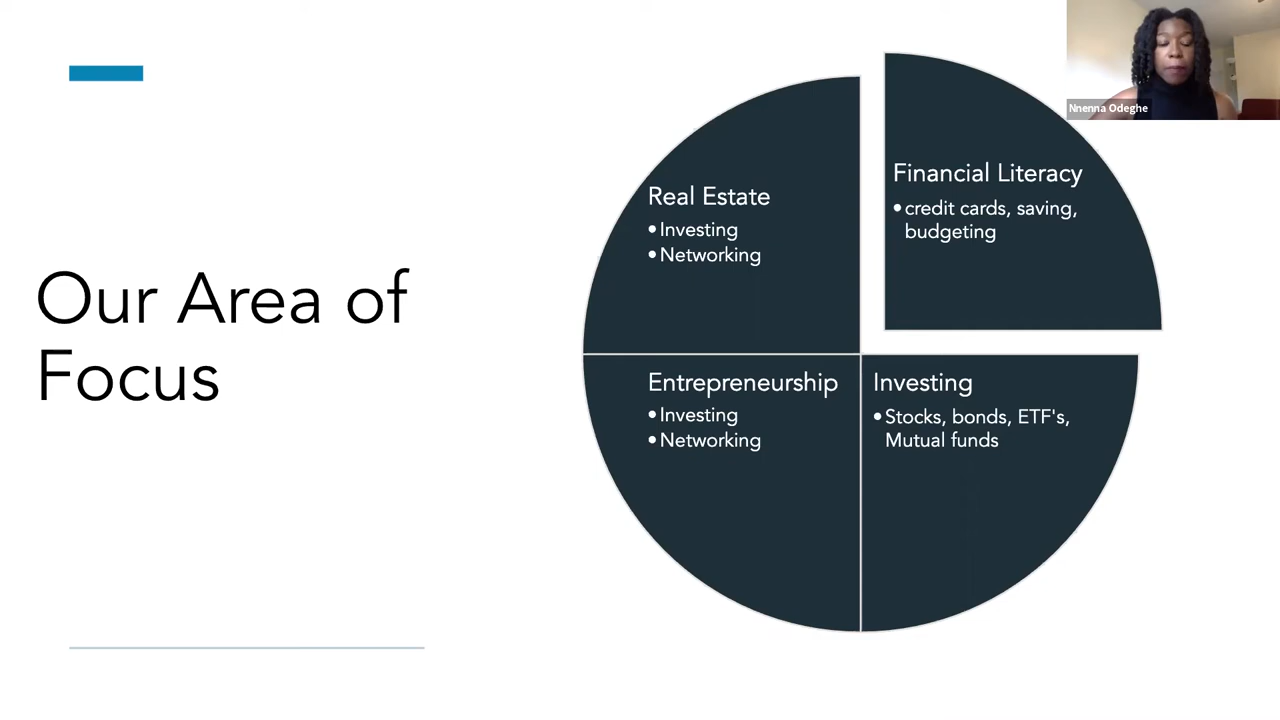 Our Area of
Focus
Real Estate
•Investing
•Networking
Financial Literacy
•credit cards, saving,
budgeting
Entrepreneurship
•Investing
•Networking
Investing
•Stocks, bonds, ETF's,
Mutual funds
Nnenna Odeghe